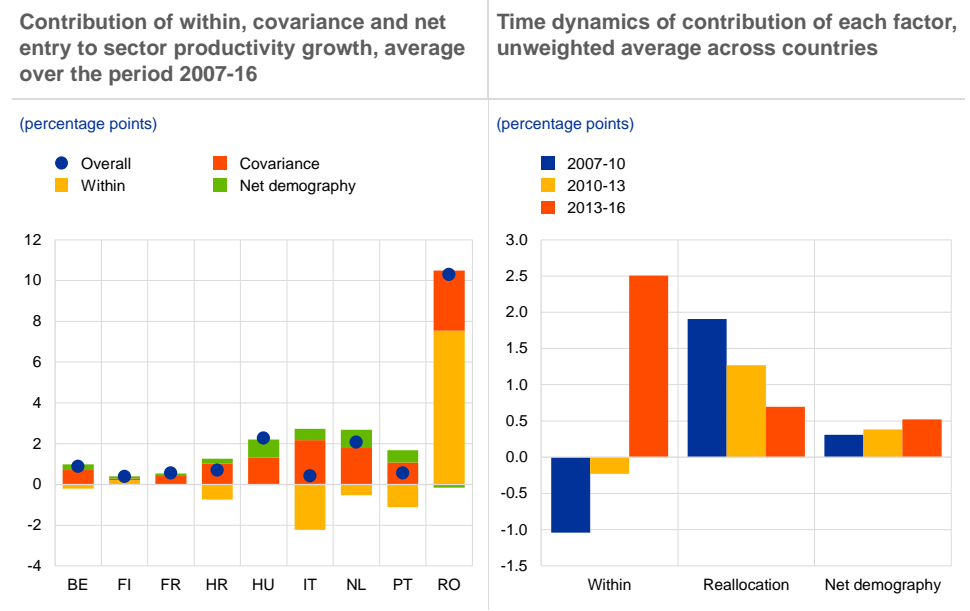 Contribution of within, covariance and net
entry to sector productivity growth, average
over the period 2007-16
(percentage points)
Overall
Covariance
Within
Net demography
12
10
8
6
4
2
0
-2
-4
BE FI FR HR HU IT NL PT RO
Time dynamics of contribution of each factor,
unweighted average across countries
(percentage points)
2007-10
2010-13
2013-16
3.0
2.5
2.0
1.5
1.0
0.5
0.0
-0.5
-1.0
-1.5
Within Reallocation Net demography